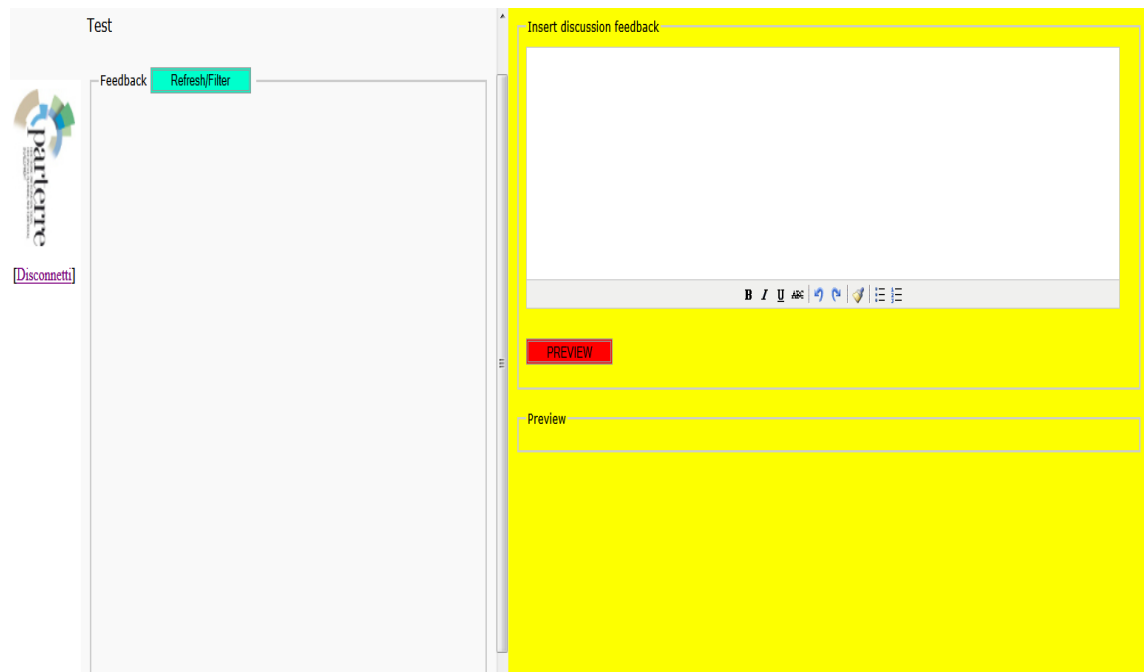 Test
Feedback Refresh/Filter
parterre
[Disconnetti]
Insert discussion feedback
B I U ABC
PREVIEW
Preview